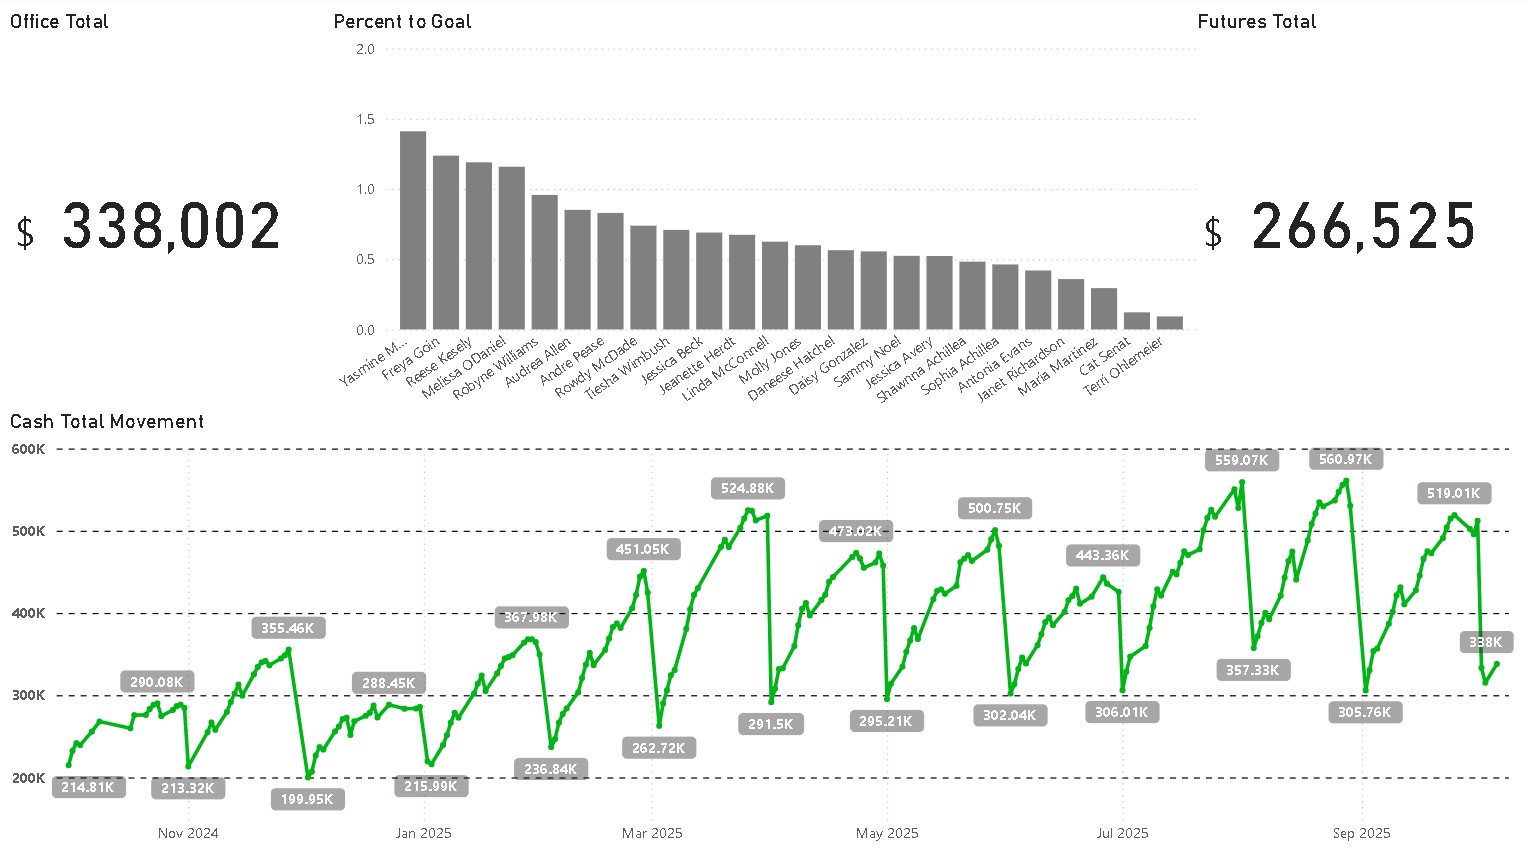 Office Total
Percent to Goal
Futures Total
2.0
1.5
1.0
0.5
0.0
$ 338,002
$ 266,525
Yasmine M...
Freya Goin
Reese Kesely
Melissa ODaniel
Robyne Williams
Audrea Allen
Andre Pease
Rowdy McDade
Tiesha Wimbush
Jessica Beck
Jeanette Herdt
Linda McConnell
Molly Jones
Daneese Hatchel
Daisy Gonzalez
Sammy Noel
Jessica Avery
Shawnna Achillea
Sophia Achillea
Antonia Evans
Janet Richardson
Maria Martinez
Cat Senat
Terri Ohlemeier
Cash Total Movement
600K
500K
400K
300K
200K
214.81K
290.08K
213.32K
355.46K
199.95K
288.45K
215.99K
367.98K
236.84K
451.05K
262.72K
524.88K
291.5K
473.02K
295.21K
500.75K
302.04K
443.36K
306.01K
559.07K
357.33K
560.97K
305.76K
519.01K
338K
Nov 2024
Jan 2025
Mar 2025
May 2025
Jul 2025
Sep 2025